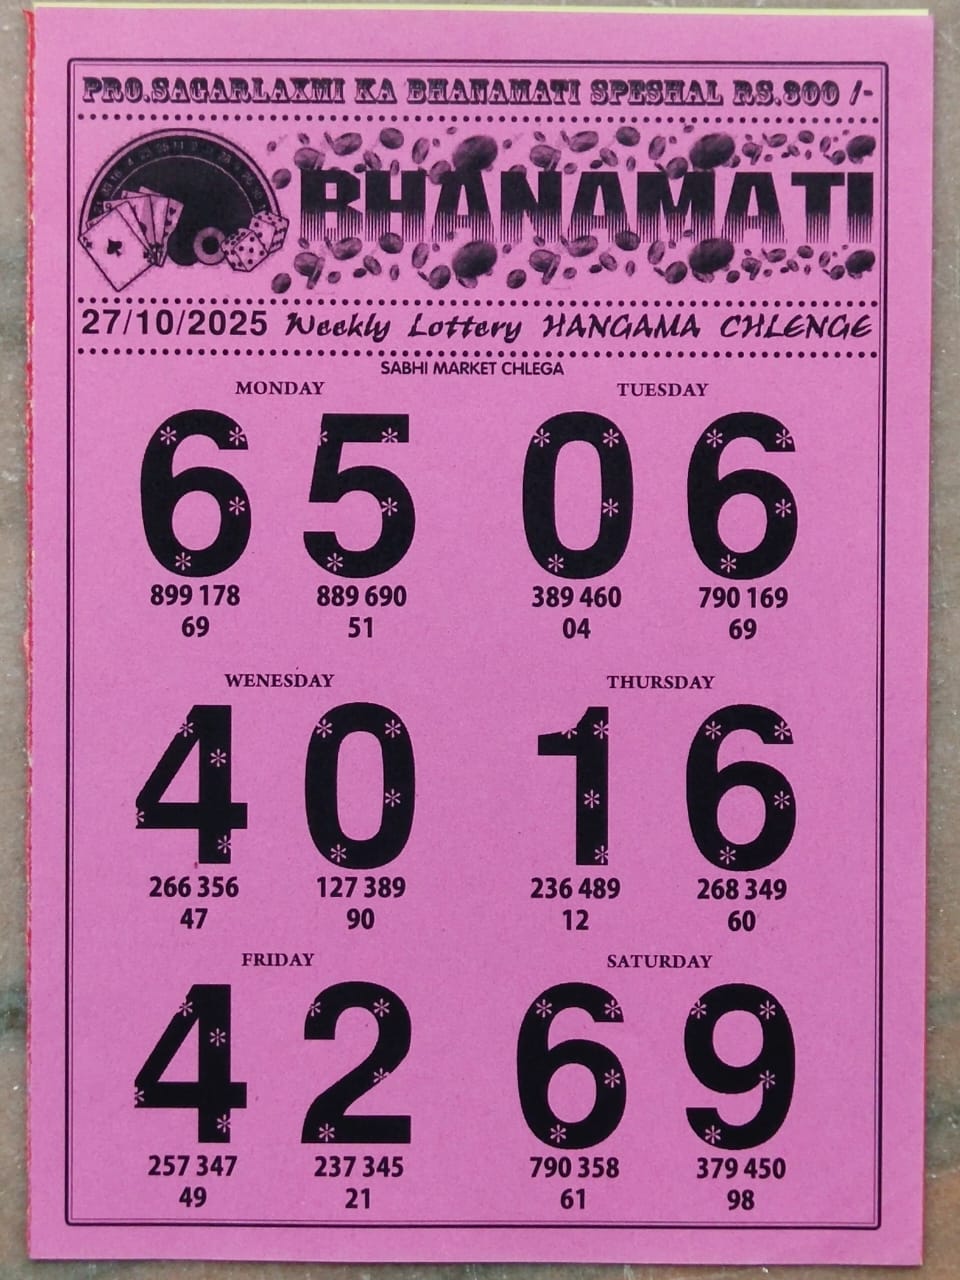 PRO.SAGARLAXMI KA BHANAMATI SPESHAL RS.800 /-
BHANAMATI
27/10/2025 Weekly Lottery HANGAMA CHLENGE
SABHI MARKET CHLEGA
MONDAY TUESDAY
6 5 0 6
899 178 889 690 389 460 790 169
69 51 04 69
WENESDAY THURSDAY
4 0 1 6
266 356 127 389 236 489 268 349
47 90 12 60
FRIDAY SATURDAY
4 2 6 9
257 347 237 345 790 358 379 450
49 21 61 98